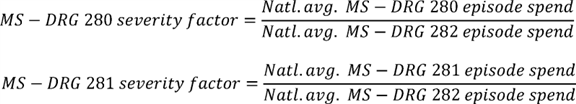 MS − DRG 280 severity factor = Natl. avg. MS − DRG 280 episode spend
Natl. avg. MS − DRG 282 episode spend
MS − DRG 281 severity factor = Natl. avg. MS − DRG 281 episode spend
Natl. avg. MS − DRG 282 episode spend